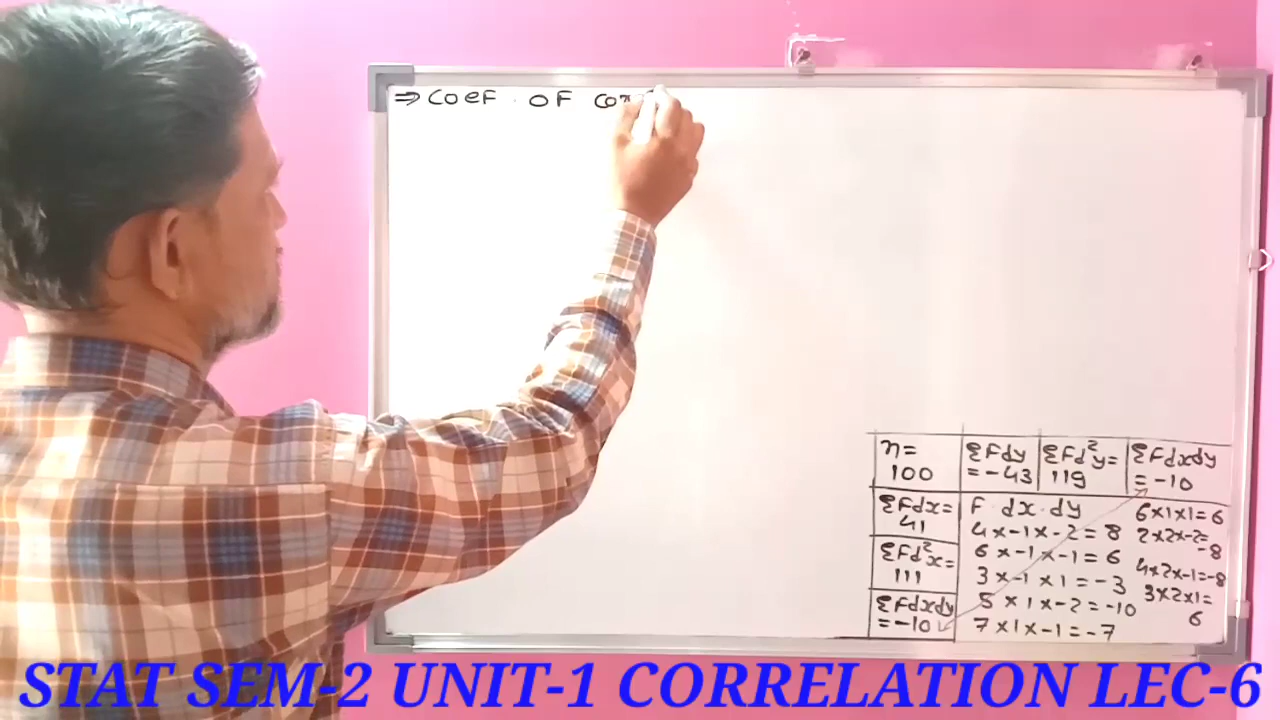 ⇒ Coef. OF Cor
n=
100
ΣFdy
= -43
ΣFd²y=
119
ΣFdxdy
= -10
ΣFdx=
41
ΣFd²x=
111
ΣFdxdy
= -10
F dx.dy
4 x -1 x -2 = 8
6 x -1 x -1 = 6
3 x -1 x 1 = -3
5 x 1 x -2 = -10
7 x 1 x -1 = -7
6x1x1=6
2x2x-2=
-8
4x2x-1=-8
3x2x1=
6
STAT SEM-2 UNIT-1 CORRELATION LEC-6